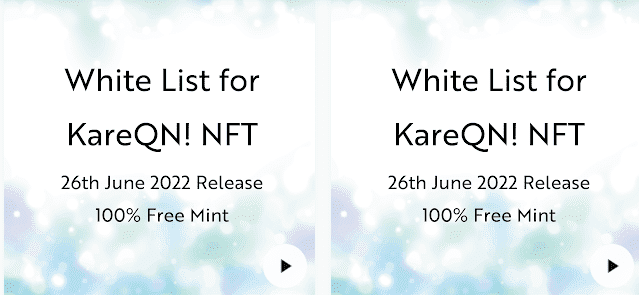 White List for
KareQN! NFT
26th June 2022 Release
100% Free Mint
White List for
KareQN! NFT
26th June 2022 Release
100% Free Mint